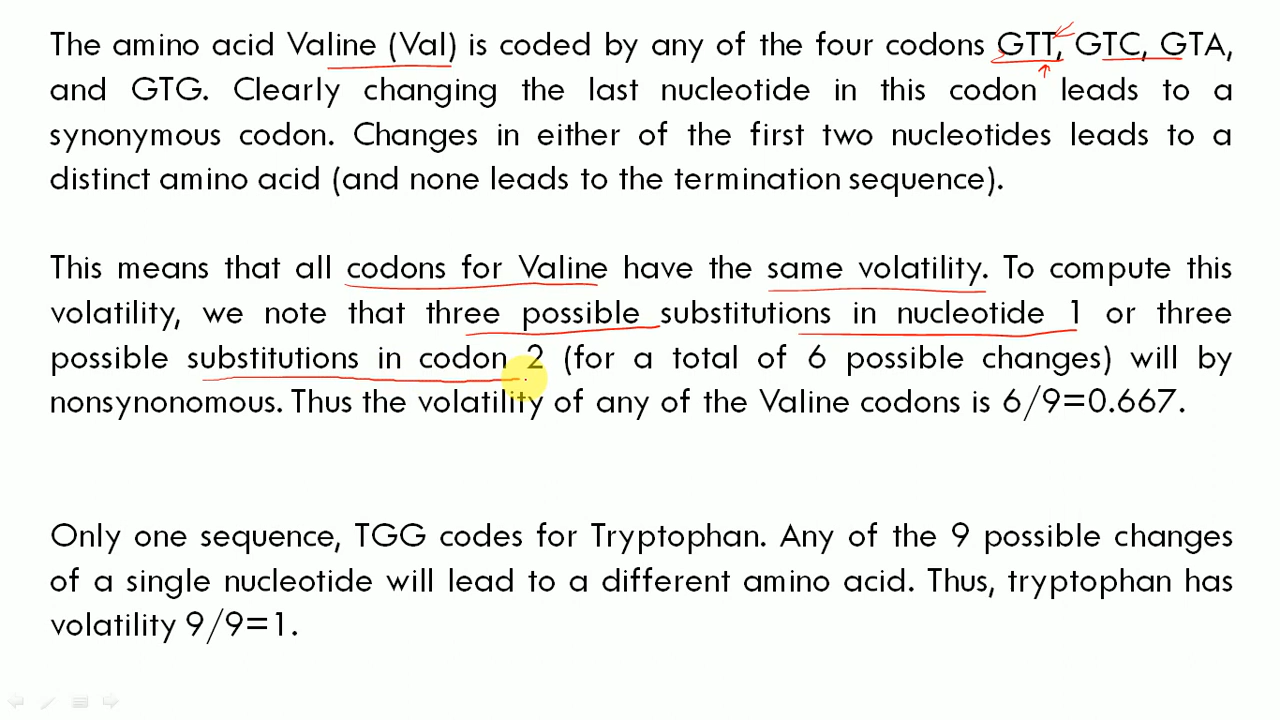 The amino acid Valine (Val) is coded by any of the four codons GTT, GTC, GTA,
and GTG. Clearly changing the last nucleotide in this codon leads to a
synonymous codon. Changes in either of the first two nucleotides leads to a
distinct amino acid (and none leads to the termination sequence).
This means that all codons for Valine have the same volatility. To compute this
volatility, we note that three possible substitutions in nucleotide 1 or three
possible substitutions in codon 2 (for a total of 6 possible changes) will by
nonsynonomous. Thus the volatility of any of the Valine codons is 6/9=0.667.
Only one sequence, TGG codes for Tryptophan. Any of the 9 possible changes
of a single nucleotide will lead to a different amino acid. Thus, tryptophan has
volatility 9/9=1.